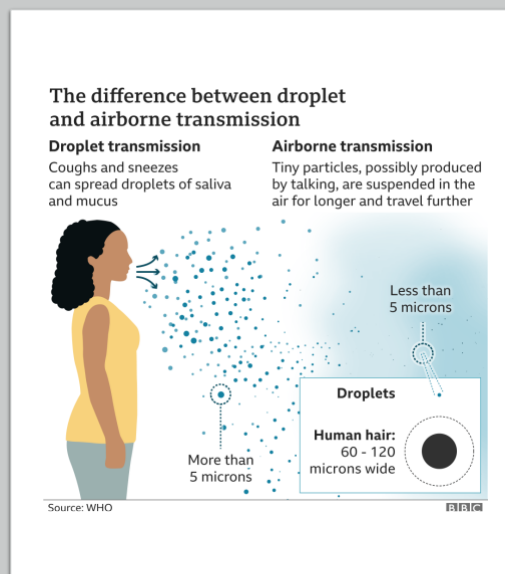 The difference between droplet
and airborne transmission
Droplet transmission
Coughs and sneezes
can spread droplets of saliva
and mucus
Airborne transmission
Tiny particles, possibly produced
by talking, are suspended in the
air for longer and travel further
Less than
5 microns
More than
5 microns
Droplets
Human hair:
60 - 120
microns wide
Source: WHO
BBC